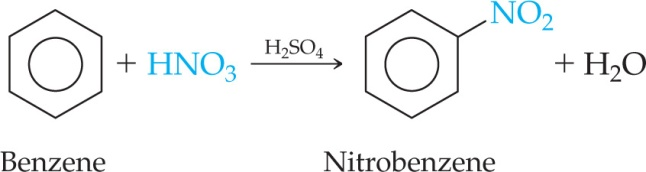 NO₂
+ HNO₃ H₂SO₄ + H₂O
Benzene Nitrobenzene